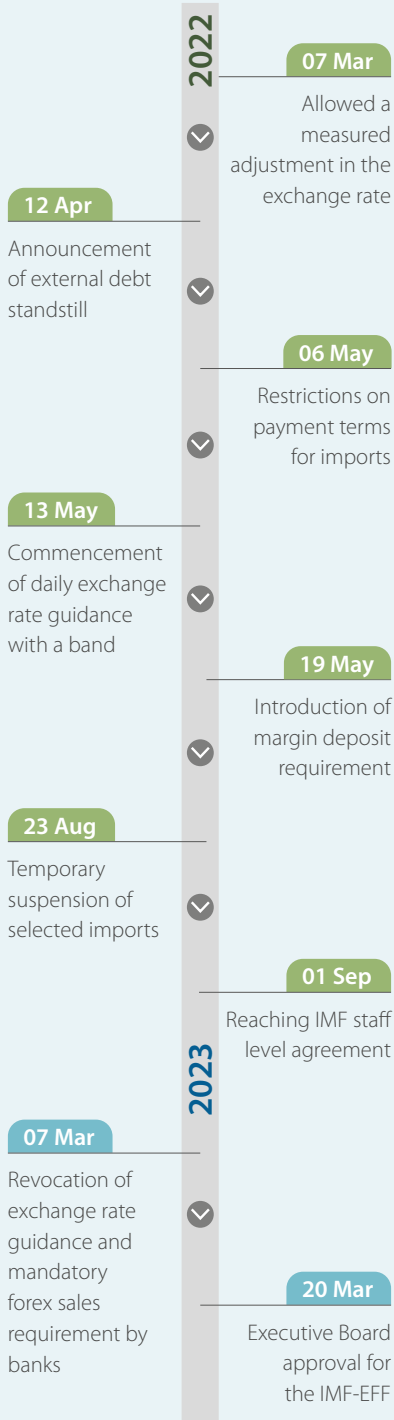 2022
07 Mar
Allowed a
measured
adjustment in the
exchange rate
12 Apr
Announcement
of external debt
standstill
06 May
Restrictions on
payment terms
for imports
13 May
Commencement
of daily exchange
rate guidance
with a band
19 May
Introduction of
margin deposit
requirement
23 Aug
Temporary
suspension of
selected imports
01 Sep
Reaching IMF staff
level agreement
2023
07 Mar
Revocation of
exchange rate
guidance and
mandatory
forex sales
requirement by
banks
20 Mar
Executive Board
approval for
the IMF-EFF